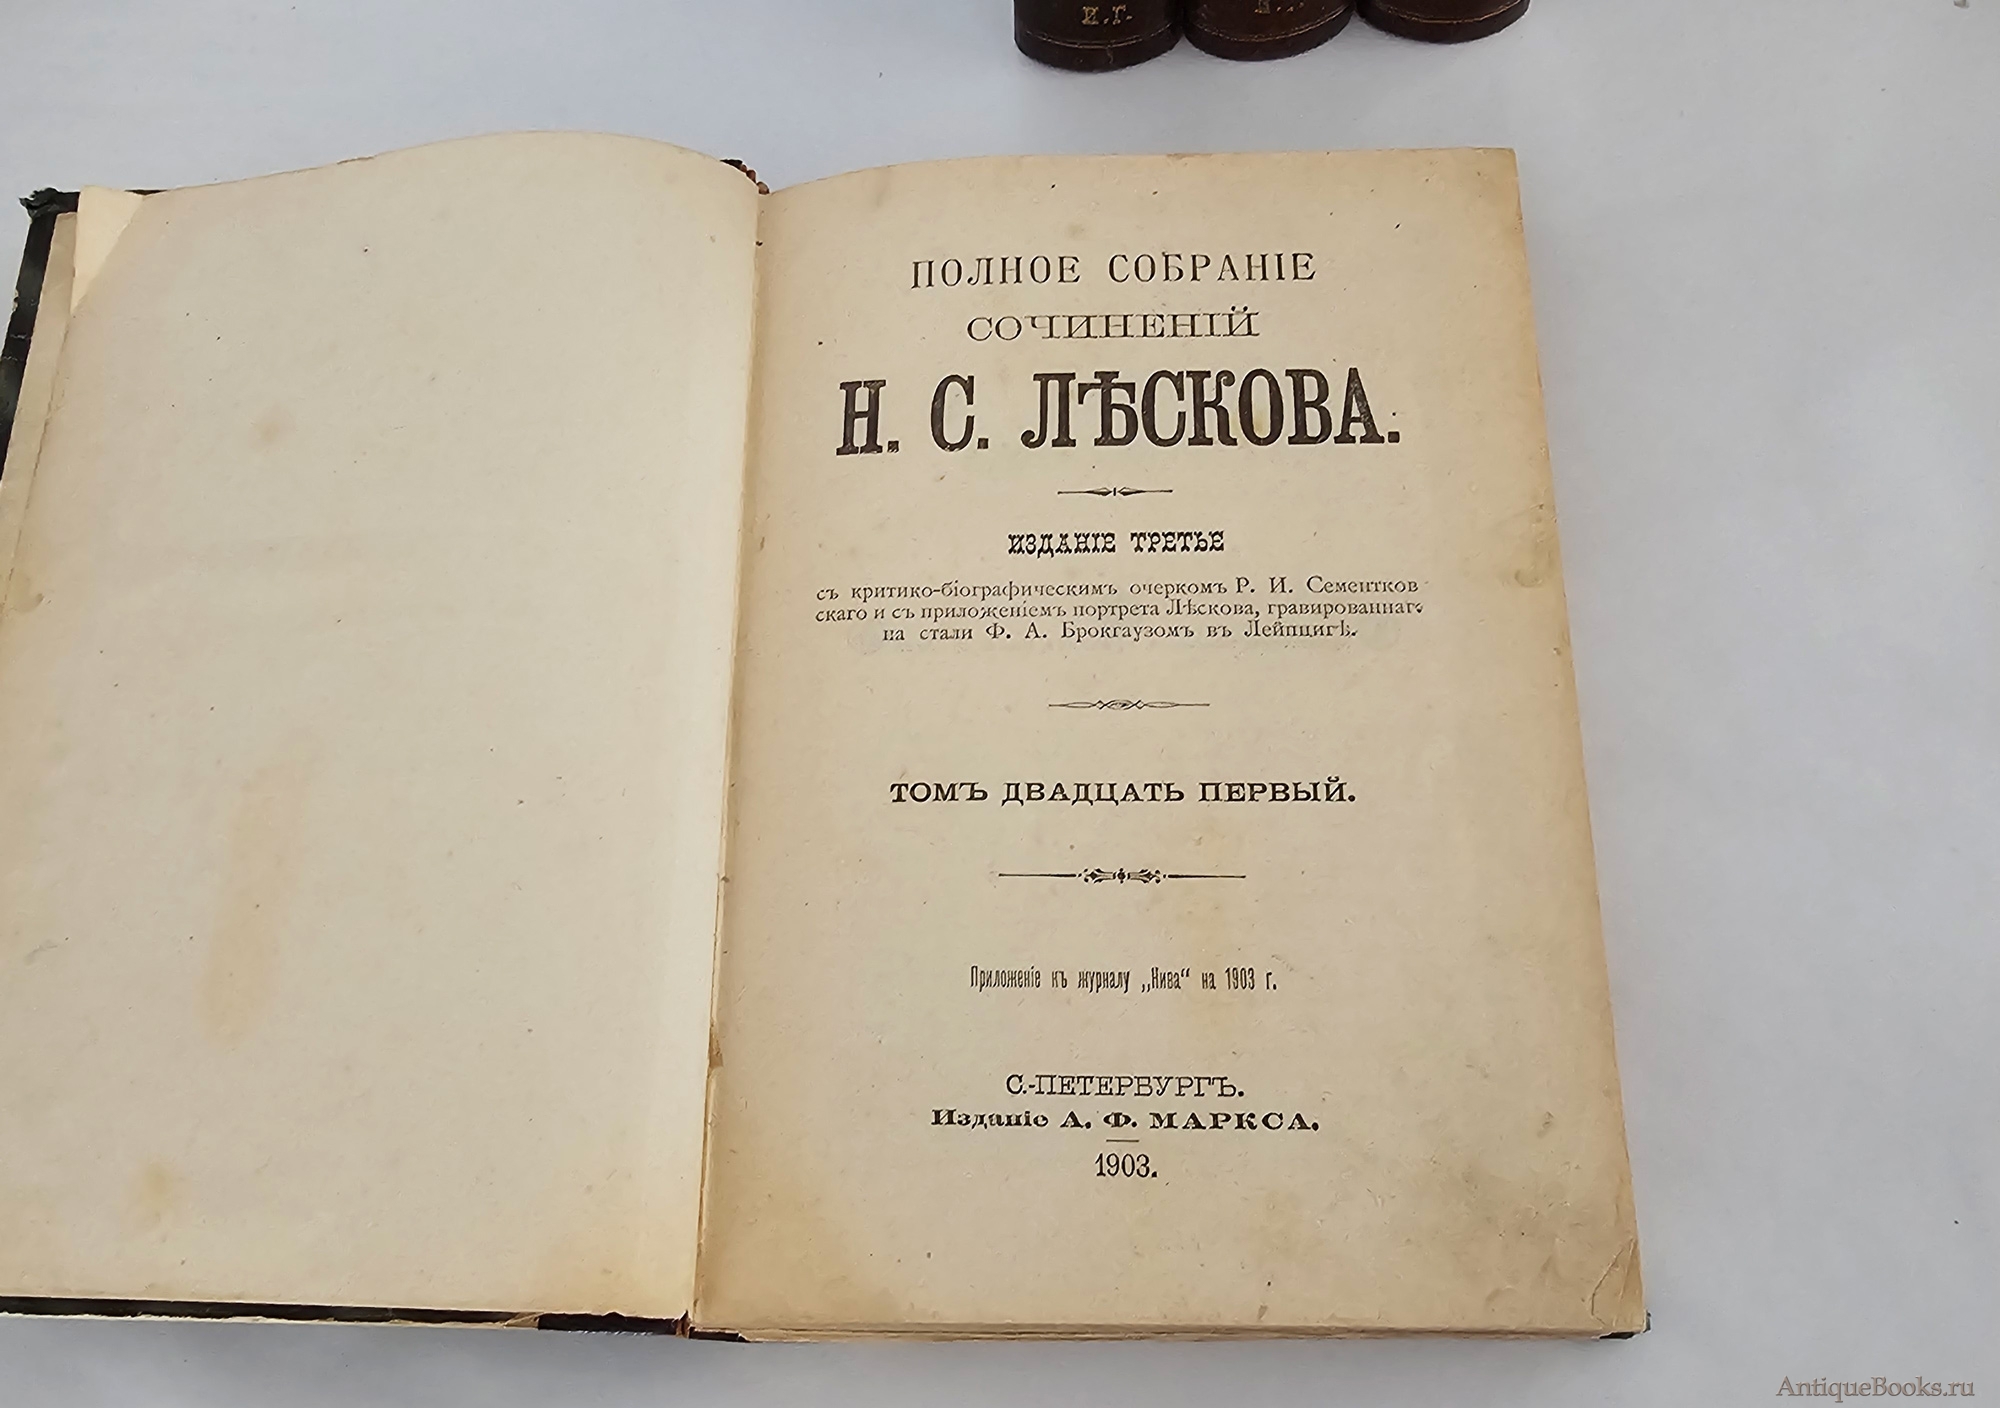 И.Г.
ПОЛНОЕ СОБРАНІЕ
СОЧИНЕНІЙ
Н. С. ЛѢСКОВА.
ИЗДАНІЕ ТРЕТЬЕ
съ критико-біографическимъ очеркомъ Р. И. Сементков
скаго и съ приложеніемъ портрета Лѣскова, гравированнаго
на стали Ф. А. Брокгаузомъ въ Лейпцигѣ.
ТОМЪ ДВАДЦАТЬ ПЕРВЫЙ.
Приложеніе къ журналу „Нива“ на 1903 г.
С.-ПЕТЕРБУРГЪ.
Изданіе А. Ф. МАРКСА.
1903.
AntiqueBooks.ru